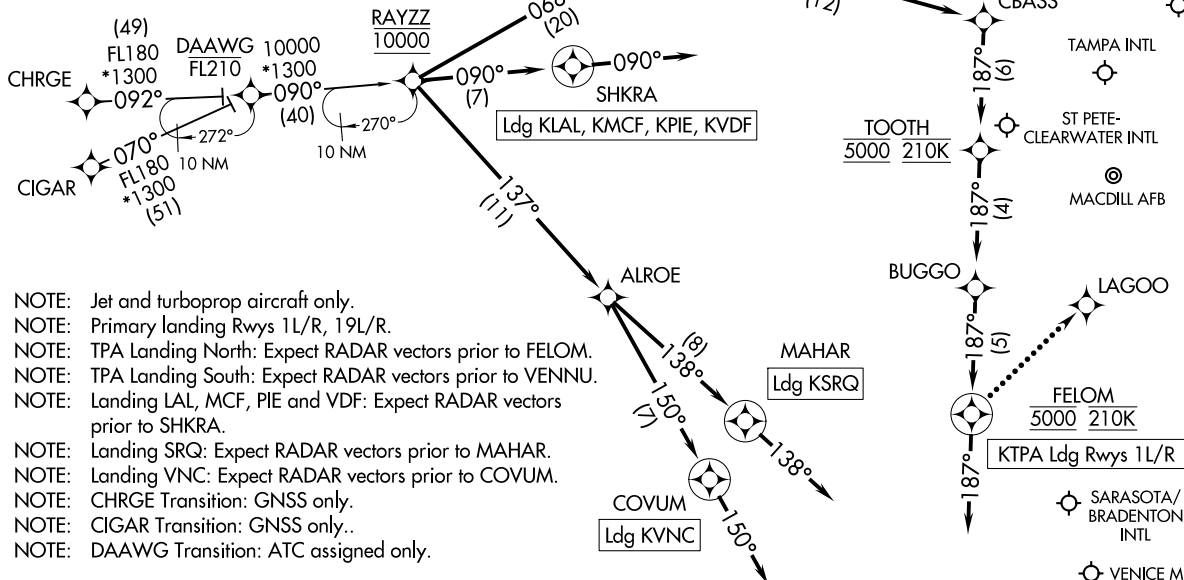 (49)
FL180
*1300
CHRGE
092°
DAAWG
FL210
10000
*1300
090°
(40)
272°
10 NM
070°
FL180
*1300
(51)
CIGAR
RAYZZ
10000
270°
10 NM
(20)
090°
(7)
090°
SHKRA
Ldg KLAL, KMCF, KPIE, KVDF
137°
(11)
ALROE
(8)
138°
MAHAR
Ldg KSRQ
138°
150°
(7)
COVUM
Ldg KVNC
150°
(12)
CBASS
187°
(6)
TAMPA INTL
TOOTH
5000 210K
ST PETE-
CLEARWATER INTL
187°
(4)
MACDILL AFB
BUGGO
LAGOO
187°
(5)
FELOM
5000 210K
KTPA Ldg Rwys 1L/R
187°
SARASOTA/
BRADENTON
INTL
VENICE
NOTE: Jet and turboprop aircraft only.
NOTE: Primary landing Rwys 1L/R, 19L/R.
NOTE: TPA Landing North: Expect RADAR vectors prior to FELOM.
NOTE: TPA Landing South: Expect RADAR vectors prior to VENNU.
NOTE: Landing LAL, MCF, PIE and VDF: Expect RADAR vectors
prior to SHKRA.
NOTE: Landing SRQ: Expect RADAR vectors prior to MAHAR.
NOTE: Landing VNC: Expect RADAR vectors prior to COVUM.
NOTE: CHRGE Transition: GNSS only.
NOTE: CIGAR Transition: GNSS only..
NOTE: DAAWG Transition: ATC assigned only.